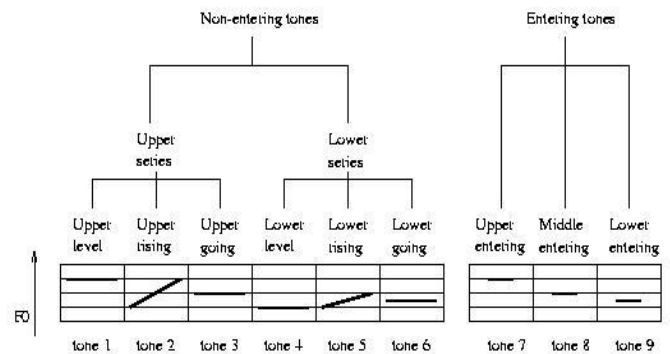 Non-entering tones
Entering tones
Upper
series
Lower
series
Upper
level
Upper
rising
Upper
going
Lower
level
Lower
rising
Lower
going
Upper
entering
Middle
entering
Lower
entering
F0
tone 1
tone 2
tone 3
tone 4
tone 5
tone 6
tone 7
tone 8
tone 9